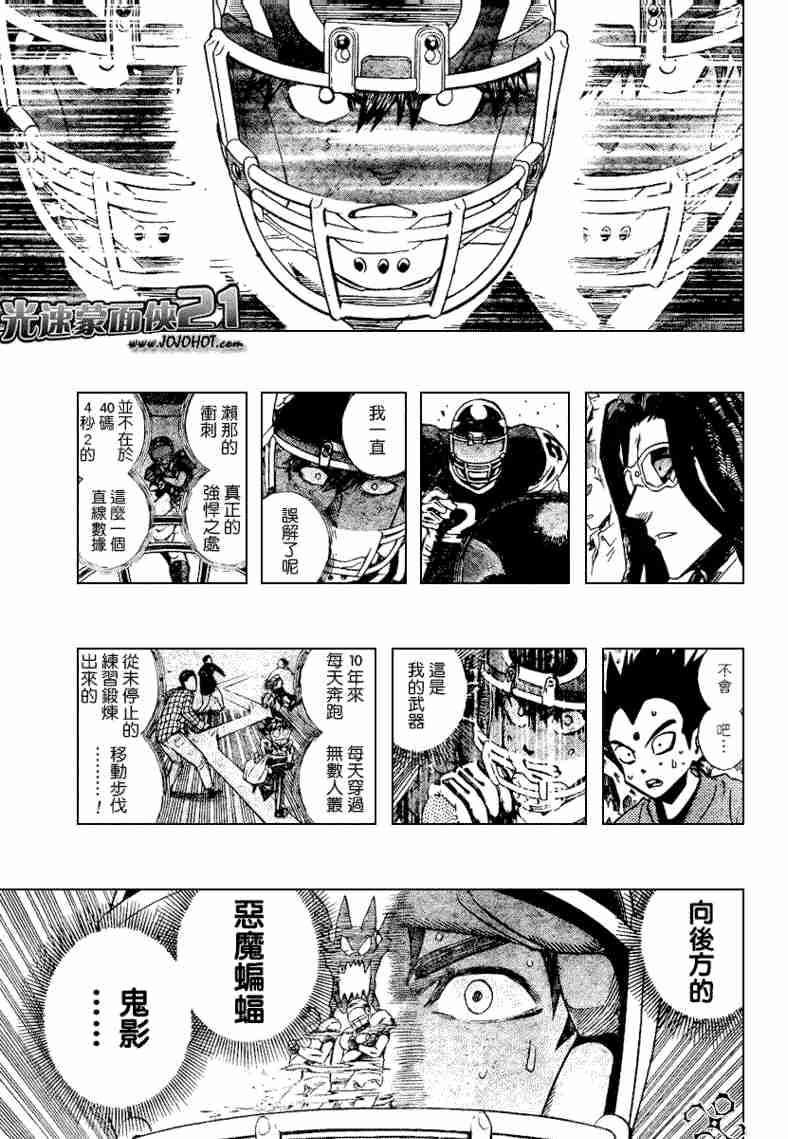 光速蒙面俠21
www.JOJOHOT.com
我一直
誤解了呢
瀨那的
衝刺
真正的
強悍之處
並不在於
40碼
4秒2的
這麼一個
直線數據
不會
吧…
這是
我的武器
10年來
每天奔跑
每天穿過
無數人叢
從未停止的
練習鍛煉
出來的
移動步伐
………！
向後方的
惡魔蝙蝠
鬼影
……